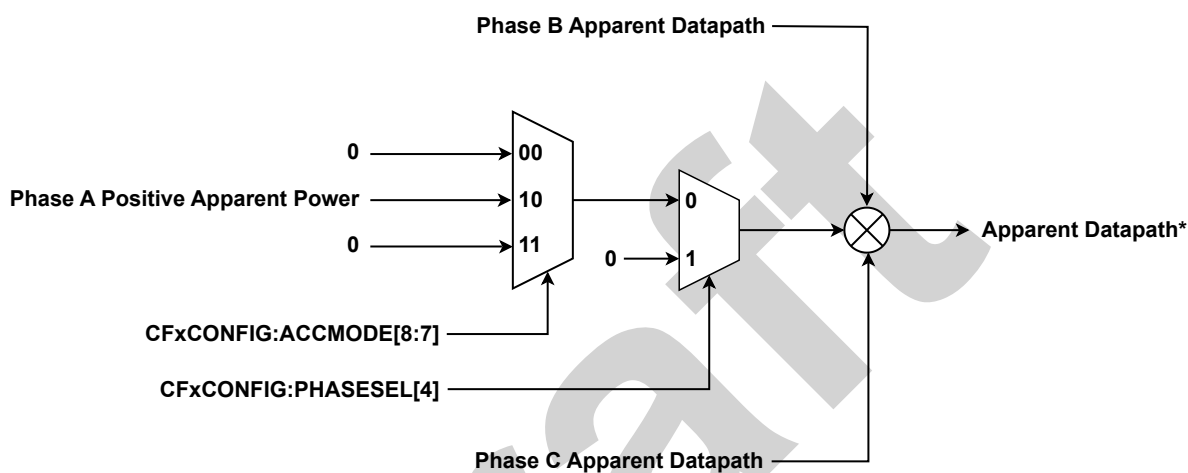 Phase B Apparent Datapath
0
00
Phase A Positive Apparent Power
10
0
0
11
0
1
Apparent Datapath*
CFxCONFIG:ACCMODE[8:7]
CFxCONFIG:PHASESEL[4]
Phase C Apparent Datapath